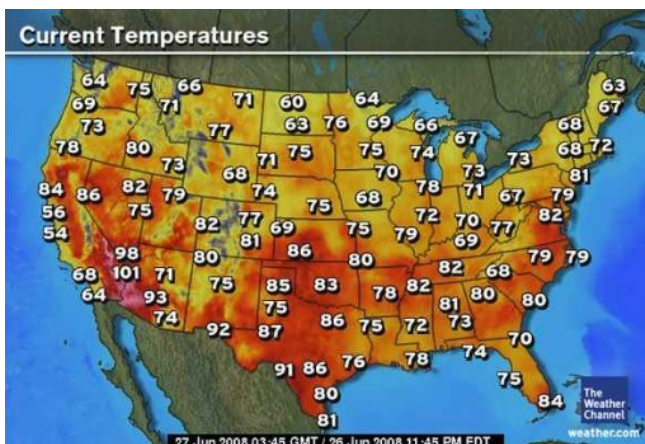 Current Temperatures
64 75 66 71 60 64 63
69 71 63 76 69 66 67 67
73 77 68
78 80 75 75 74 73 68 72
73 68 71 70 73 71 81
84 86 82 79 74 75 68 78 67 79
56 75 82 77 69 75 79 72 70 77 82
54 81 86 80 69
98 80 82 68 79 79
68 101 71 75 85 83 78 82 80
64 93 75 81 80
74 92 87 86 75 72 73 70
91 86 76 78 74
80 75
81 84
The
Weather
Channel
weather.com
27 Jun 2008 03:45 GMT / 26 Jun 2008 11:45 PM EDT